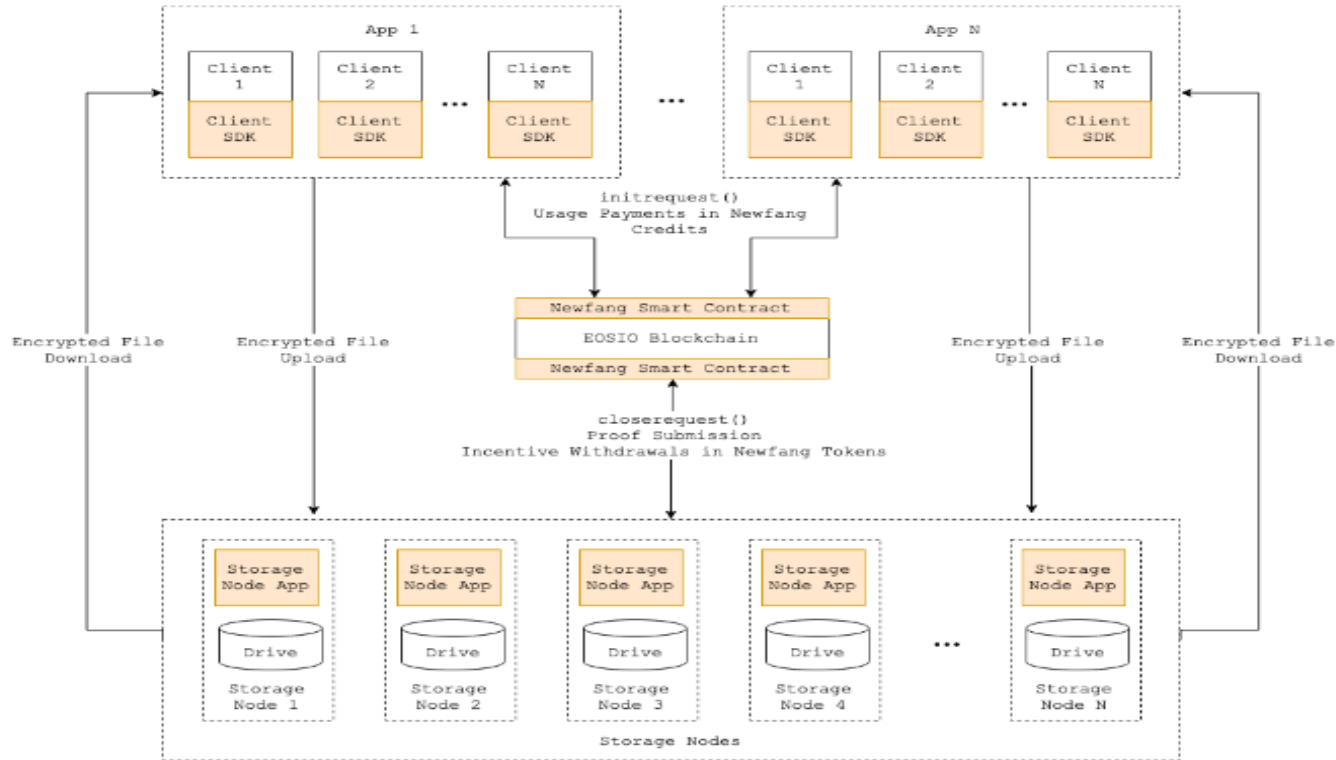 App 1
App N
Client
1
Client
2
Client
N
...
Client
SDK
Client
SDK
Client
SDK
...
Client
1
Client
2
Client
N
...
Client
SDK
Client
SDK
Client
SDK
initrequest()
Usage Payments in Newfang
Credits
Newfang Smart Contract
EOSIO Blockchain
Newfang Smart Contract
Encrypted File
Download
Encrypted File
Upload
Encrypted File
Upload
Encrypted File
Download
closerequest()
Proof Submission
Incentive Withdrawals in Newfang Tokens
Storage
Node App
Drive
Storage
Node 1
Storage
Node App
Drive
Storage
Node 2
Storage
Node App
Drive
Storage
Node 3
Storage
Node App
Drive
Storage
Node 4
...
Storage
Node App
Drive
Storage
Node N
Storage Nodes